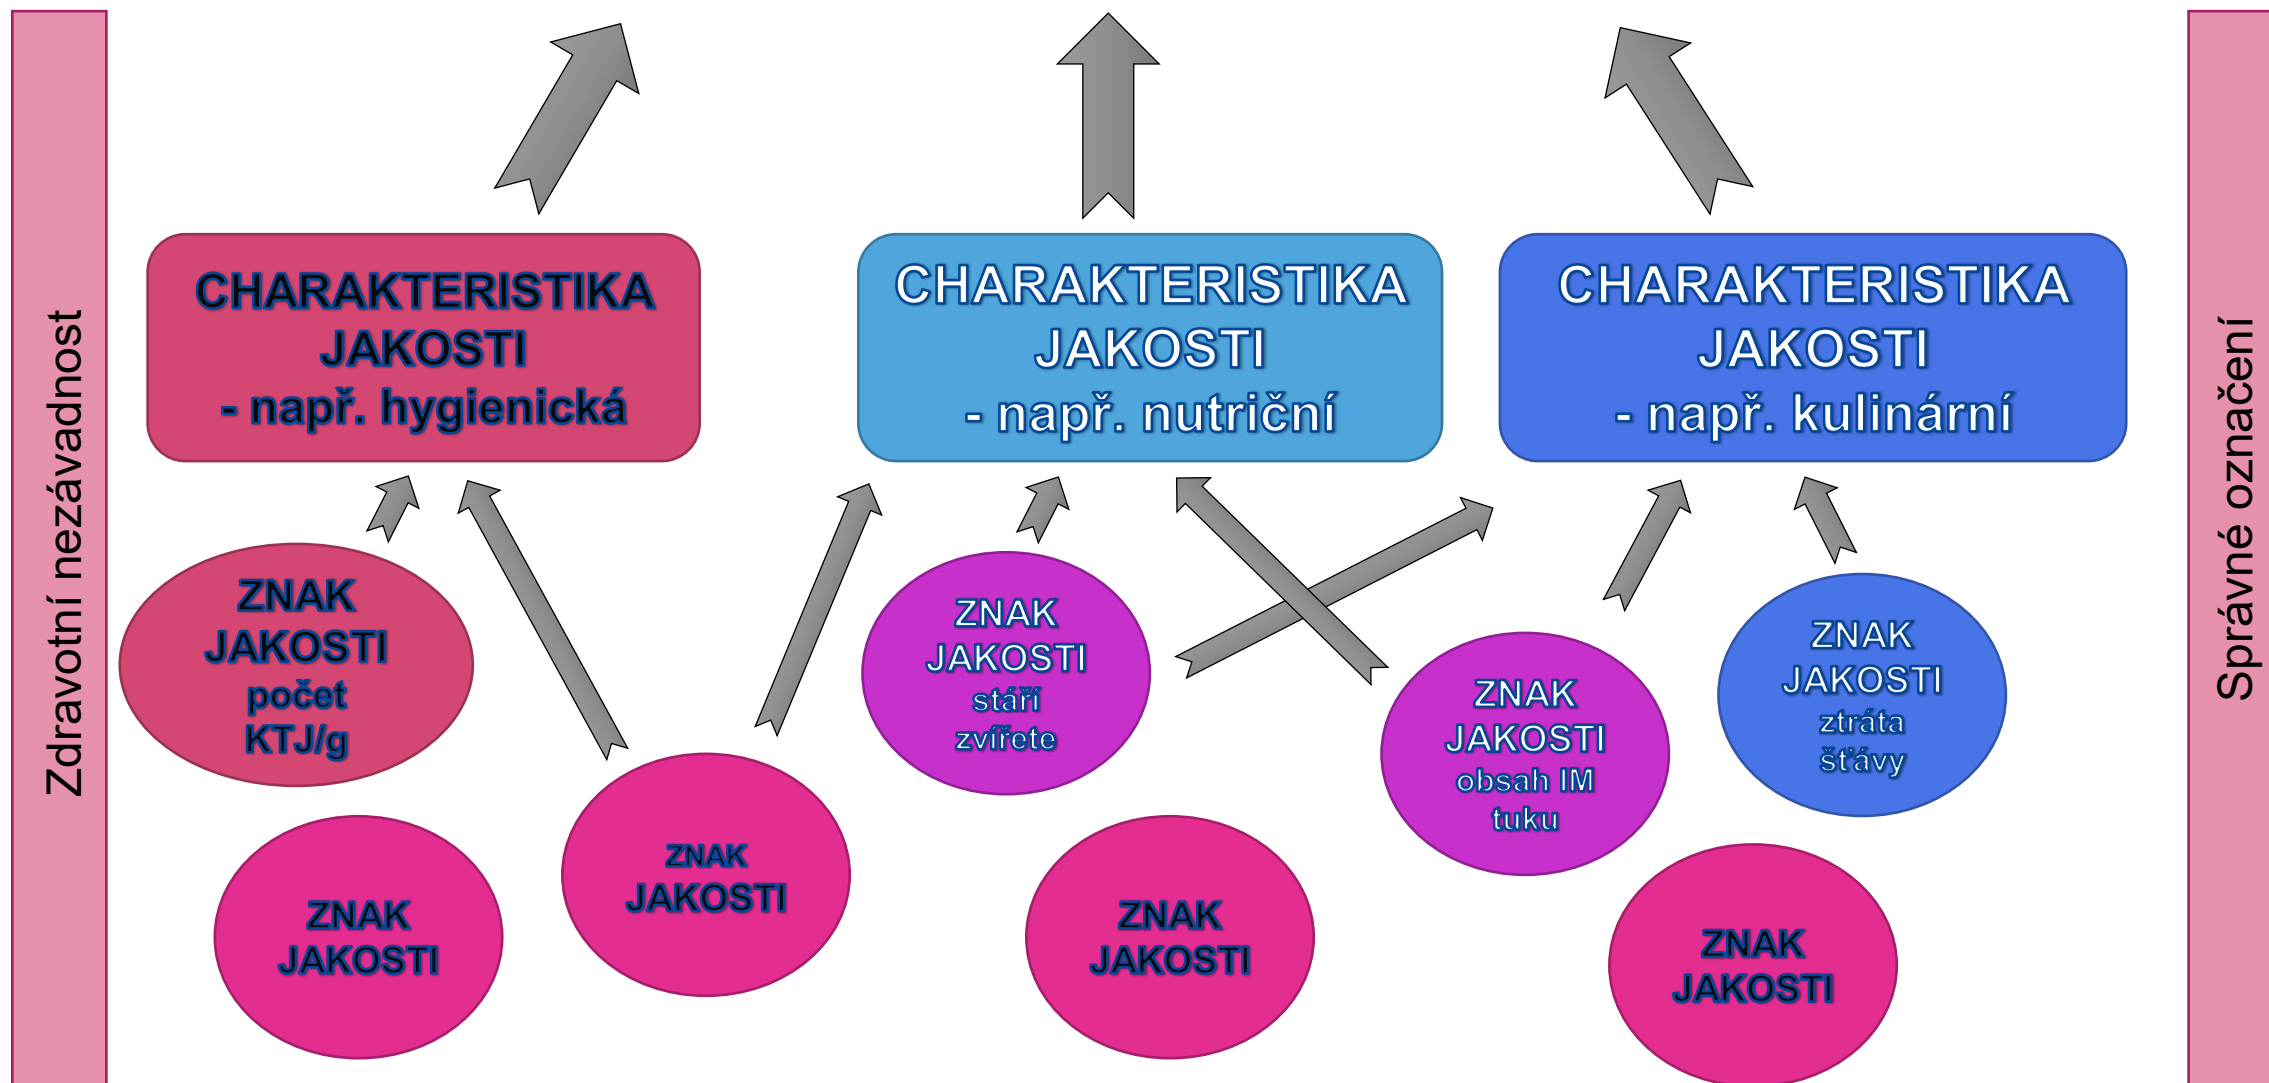 Zdravotní nezávadnost
CHARAKTERISTIKA
JAKOSTI
- např. hygienická
CHARAKTERISTIKA
JAKOSTI
- např. nutriční
CHARAKTERISTIKA
JAKOSTI
- např. kulinární
ZNAK
JAKOSTI
počet
KTJ/g
ZNAK
JAKOSTI
stáří
zvířete
ZNAK
JAKOSTI
obsah IM
tuku
ZNAK
JAKOSTI
ztráta
šťávy
ZNAK
JAKOSTI
ZNAK
JAKOSTI
ZNAK
JAKOSTI
ZNAK
JAKOSTI
Správné označení